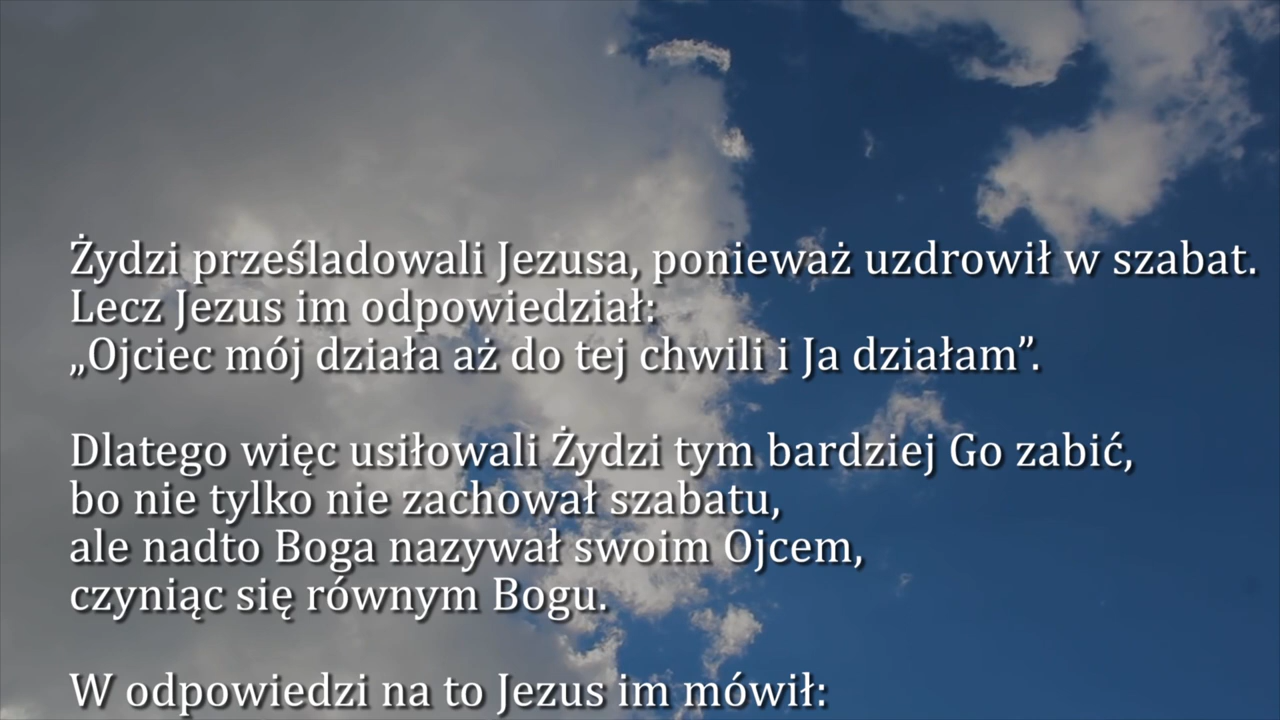 Żydzi prześladowali Jezusa, ponieważ uzdrowił w szabat.
Lecz Jezus im odpowiedział:
„Ojciec mój działa aż do tej chwili i Ja działam”.
Dlatego więc usiłowali Żydzi tym bardziej Go zabić,
bo nie tylko nie zachował szabatu,
ale nadto Boga nazywał swoim Ojcem,
czyniąc się równym Bogu.
W odpowiedzi na to Jezus im mówił: